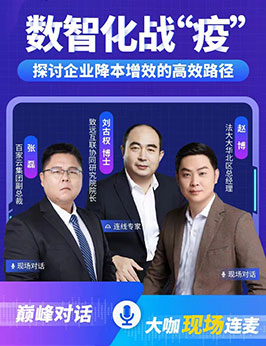 数智化战“疫”
探讨企业降本增效的高效路径
张磊
百家云集团副总裁
刘古权 博士
致远互联协同研究院院长
赵博
法大大华北区总经理
连线专家
现场对话
现场对话
巅峰对话
大咖现场连麦